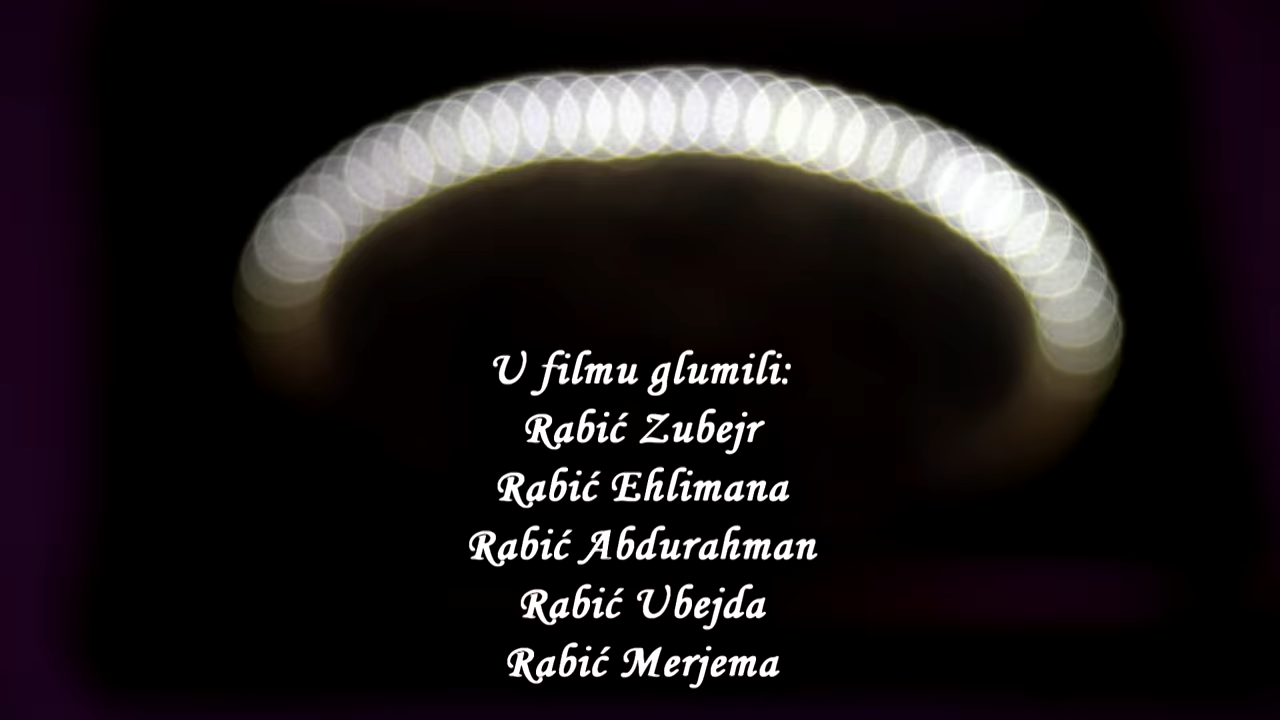 U filmu glumili:
Rabić Zubejr
Rabić Ehlimana
Rabić Abdurahman
Rabić Ubejda
Rabić Merjema